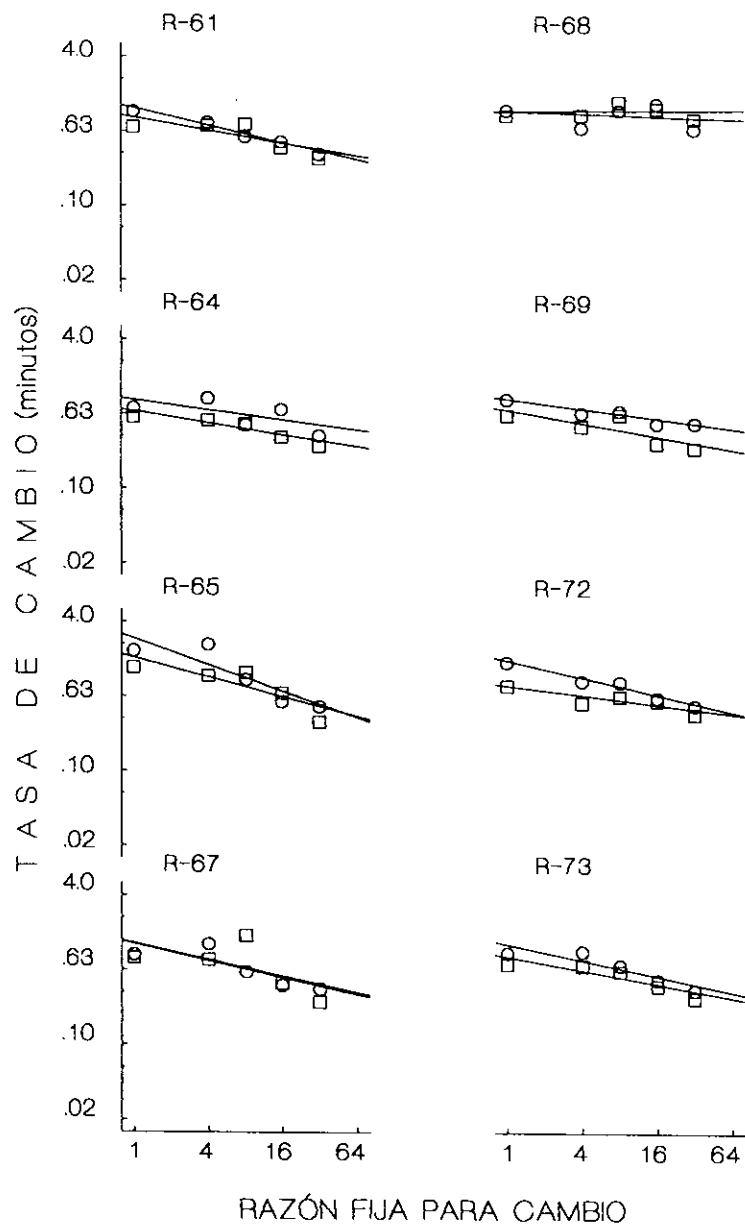 R-61
R-68
4.0
.63
.10
.02
R-64
R-69
4.0
.63
.10
.02
R-65
R-72
4.0
.63
.10
.02
R-67
R-73
4.0
.63
.10
.02
1 4 16 64
1 4 16 64
TASA DE CAMBIO (minutos)
RAZÓN FIJA PARA CAMBIO